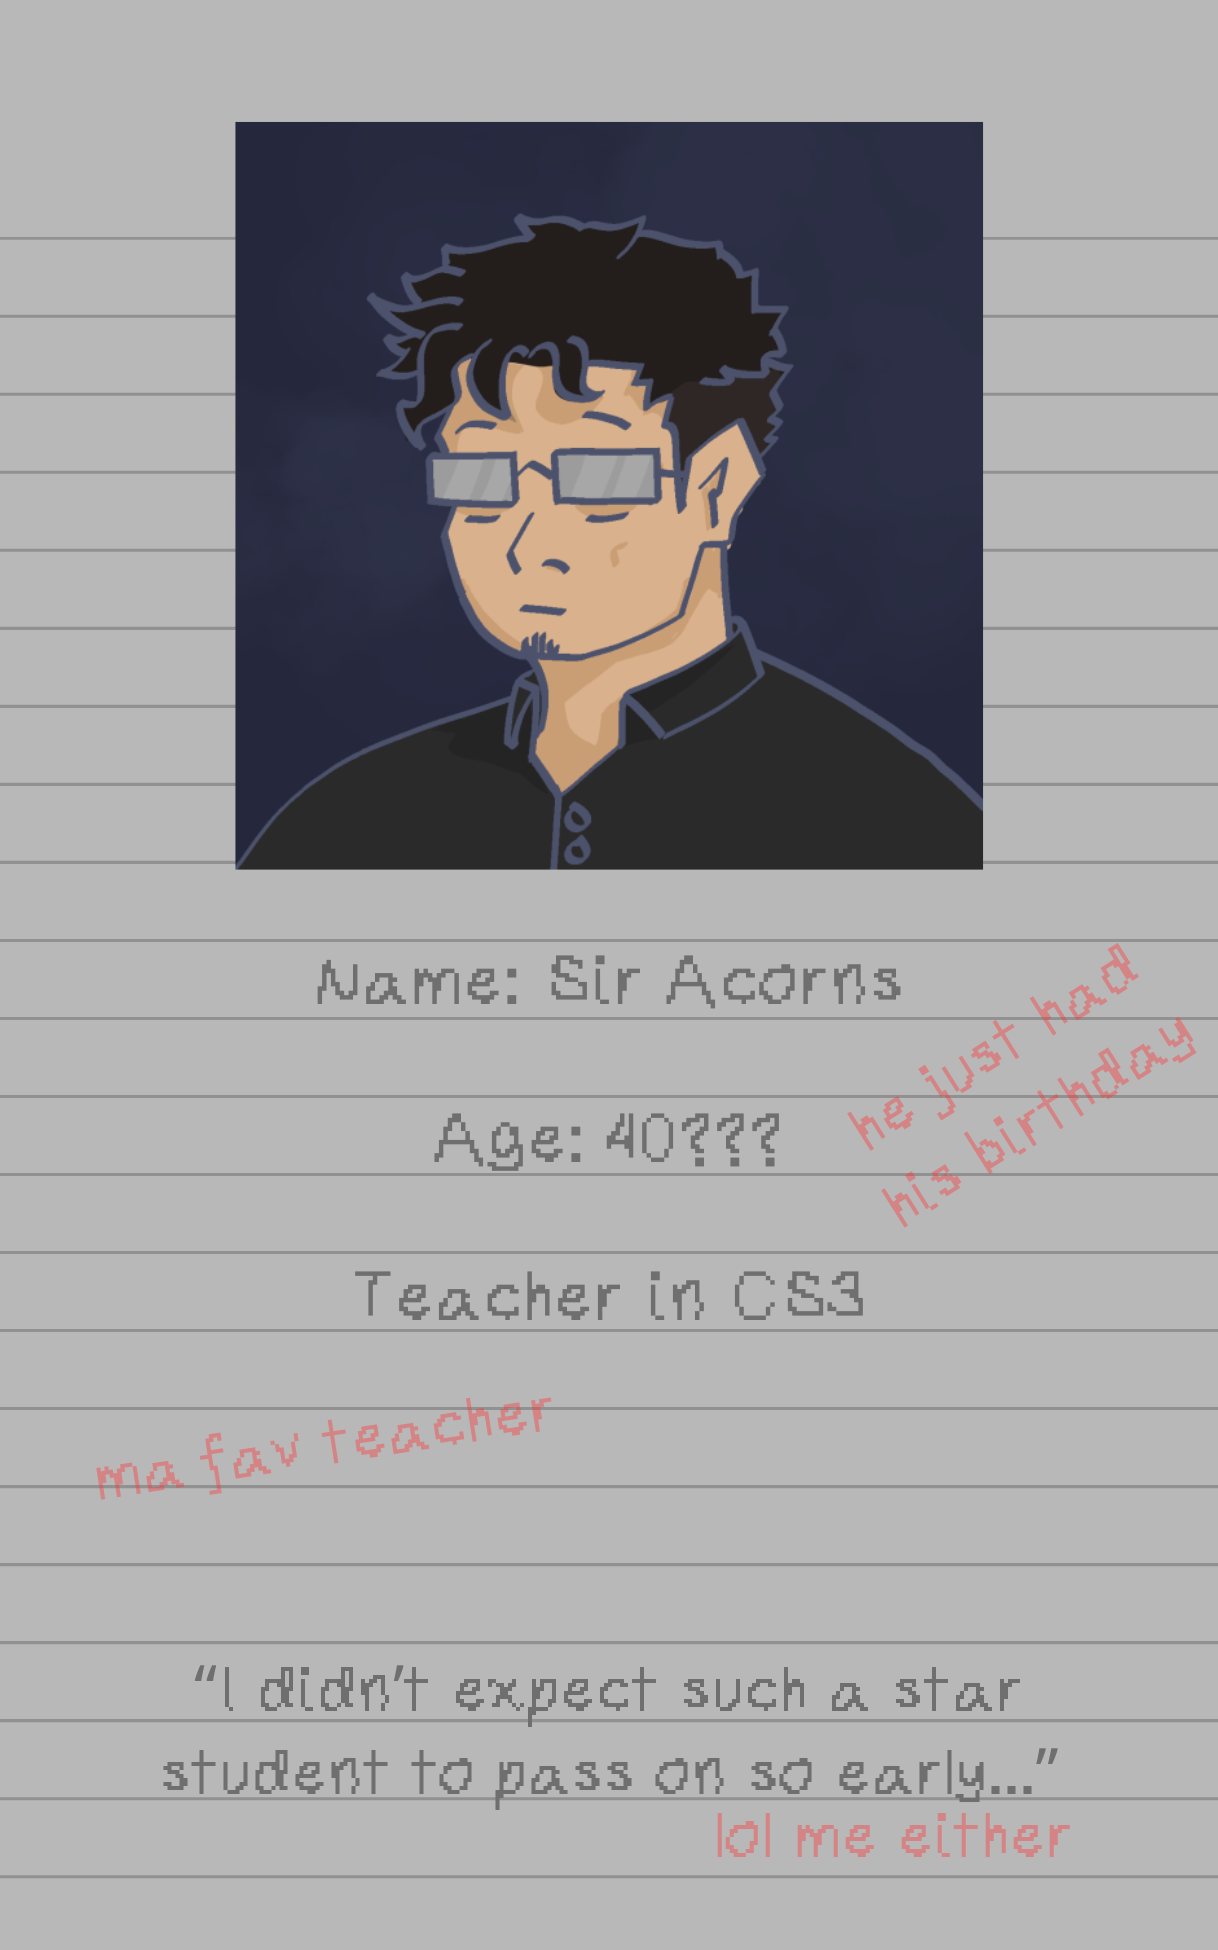 Name: Sir Acorns
he just had
his birthday
Age: 40???
Teacher in CS3
ma fav teacher
“I didn’t expect such a star
student to pass on so early...”
lol me either